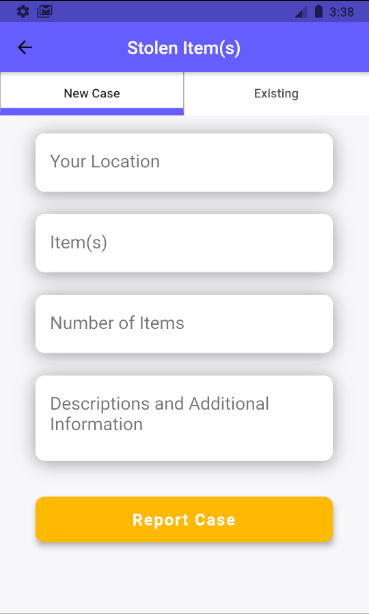 3:38
Stolen Item(s)
New Case
Existing
Your Location
Item(s)
Number of Items
Descriptions and Additional
Information
Report Case